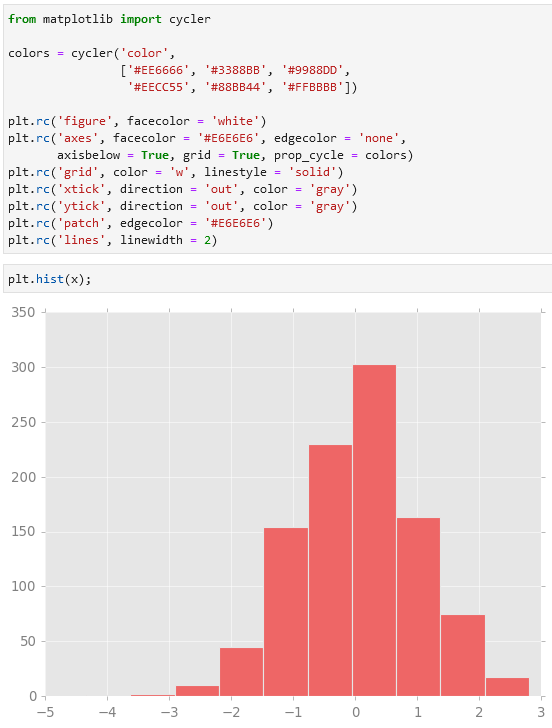 from matplotlib import cycler
colors = cycler('color',
['#EE6666', '#3388BB', '#9988DD',
'#EECC55', '#88BB44', '#FFBBBB'])
plt.rc('figure', facecolor = 'white')
plt.rc('axes', facecolor = '#E6E6E6', edgecolor = 'none',
axisbelow = True, grid = True, prop_cycle = colors)
plt.rc('grid', color = 'w', linestyle = 'solid')
plt.rc('xtick', direction = 'out', color = 'gray')
plt.rc('ytick', direction = 'out', color = 'gray')
plt.rc('patch', edgecolor = '#E6E6E6')
plt.rc('lines', linewidth = 2)
plt.hist(x);
350
300
250
200
150
100
50
0
−5 −4 −3 −2 −1 0 1 2 3